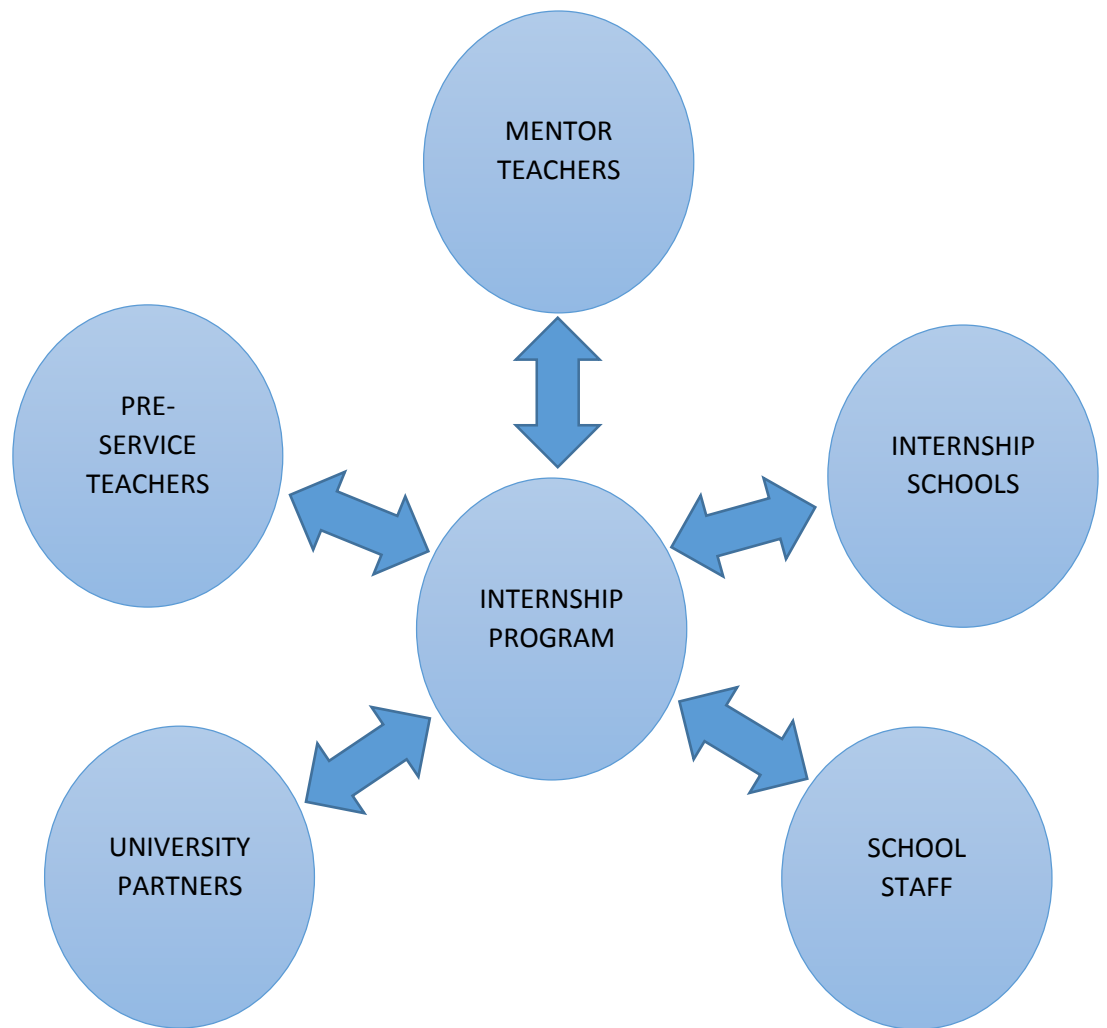 MENTOR
TEACHERS
PRE-
SERVICE
TEACHERS
INTERNSHIP
SCHOOLS
INTERNSHIP
PROGRAM
UNIVERSITY
PARTNERS
SCHOOL
STAFF